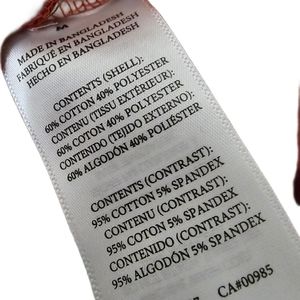 M
MADE IN BANGLADESH
FABRIQUÉ EN BANGLADESH
HECHO EN BANGLADESH
CONTENTS (SHELL):
60% COTTON 40% POLYESTER
CONTENU (TISSU EXTÉRIEUR):
60% COTON 40% POLYESTER
CONTENIDO (TEJIDO EXTERNO):
60% ALGODÓN 40% POLIÉSTER
CONTENTS (CONTRAST):
95% COTTON 5% SPANDEX
CONTENU (CONTRAST):
95% COTON 5% SPANDEX
CONTENIDO (CONTRAST):
95% ALGODÓN 5% SPANDEX
CA#00985